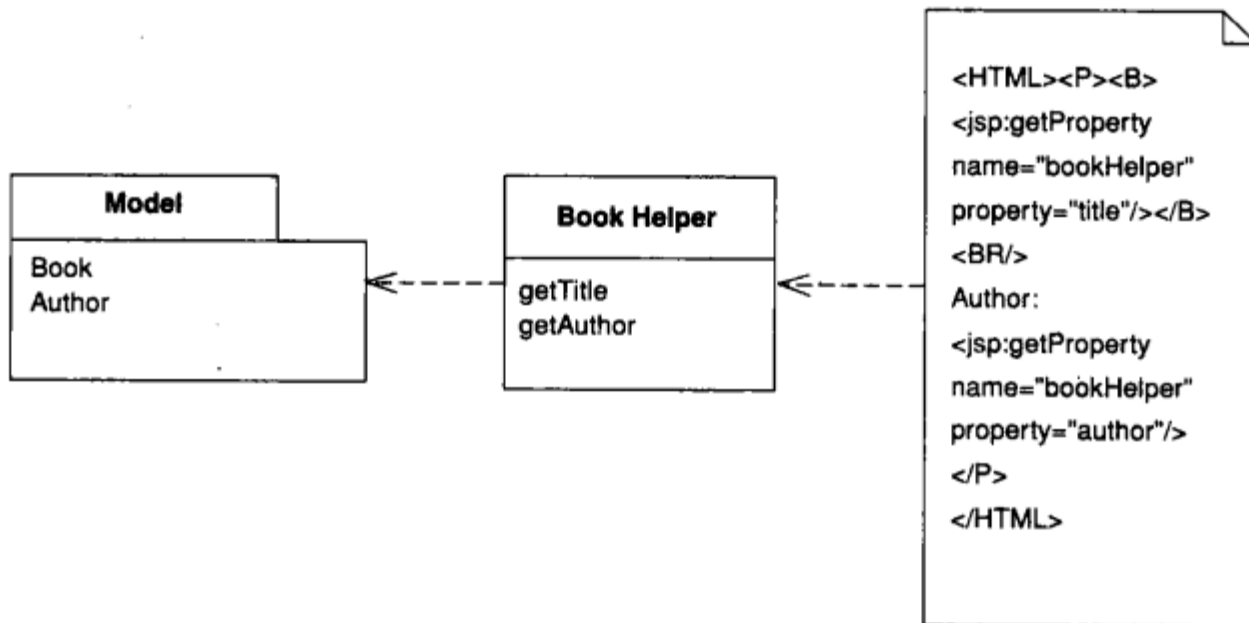 Model
Book
Author
Book Helper
getTitle
getAuthor
<HTML><P><B>
<jsp:getProperty
name="bookHelper"
property="title"/></B>
<BR/>
Author:
<jsp:getProperty
name="bookHelper"
property="author"/>
</P>
</HTML>